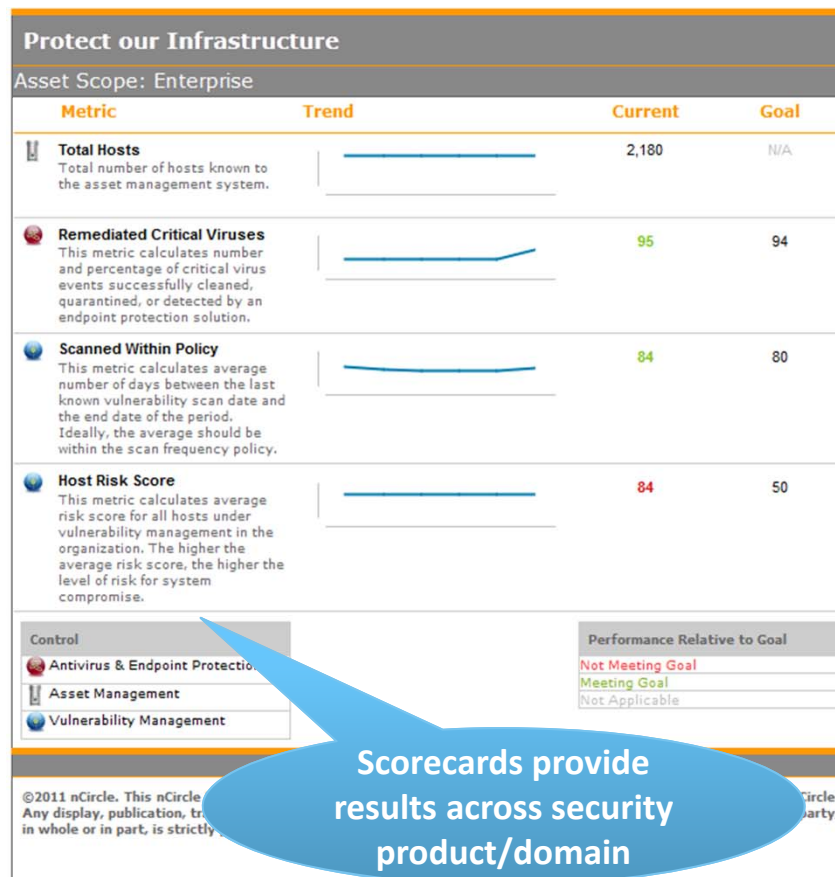 Protect our Infrastructure
Asset Scope: Enterprise
Metric Trend Current Goal
Total Hosts 2,180 N/A
Total number of hosts known to
the asset management system.
Remediated Critical Viruses 95 94
This metric calculates number
and percentage of critical virus
events successfully cleaned,
quarantined, or detected by an
endpoint protection solution.
Scanned Within Policy 84 80
This metric calculates average
number of days between the last
known vulnerability scan date and
the end date of the period.
Ideally, the average should be
within the scan frequency policy.
Host Risk Score 84 50
This metric calculates average
risk score for all hosts under
vulnerability management in the
organization. The higher the
average risk score, the higher the
level of risk for system
compromise.
Control
Antivirus & Endpoint Protection
Asset Management
Vulnerability Management
Performance Relative to Goal
Not Meeting Goal
Meeting Goal
Not Applicable
Scorecards provide
results across security
product/domain
©2011 nCircle. This nCircle
Any display, publication,
in whole or in part, is strictly
party